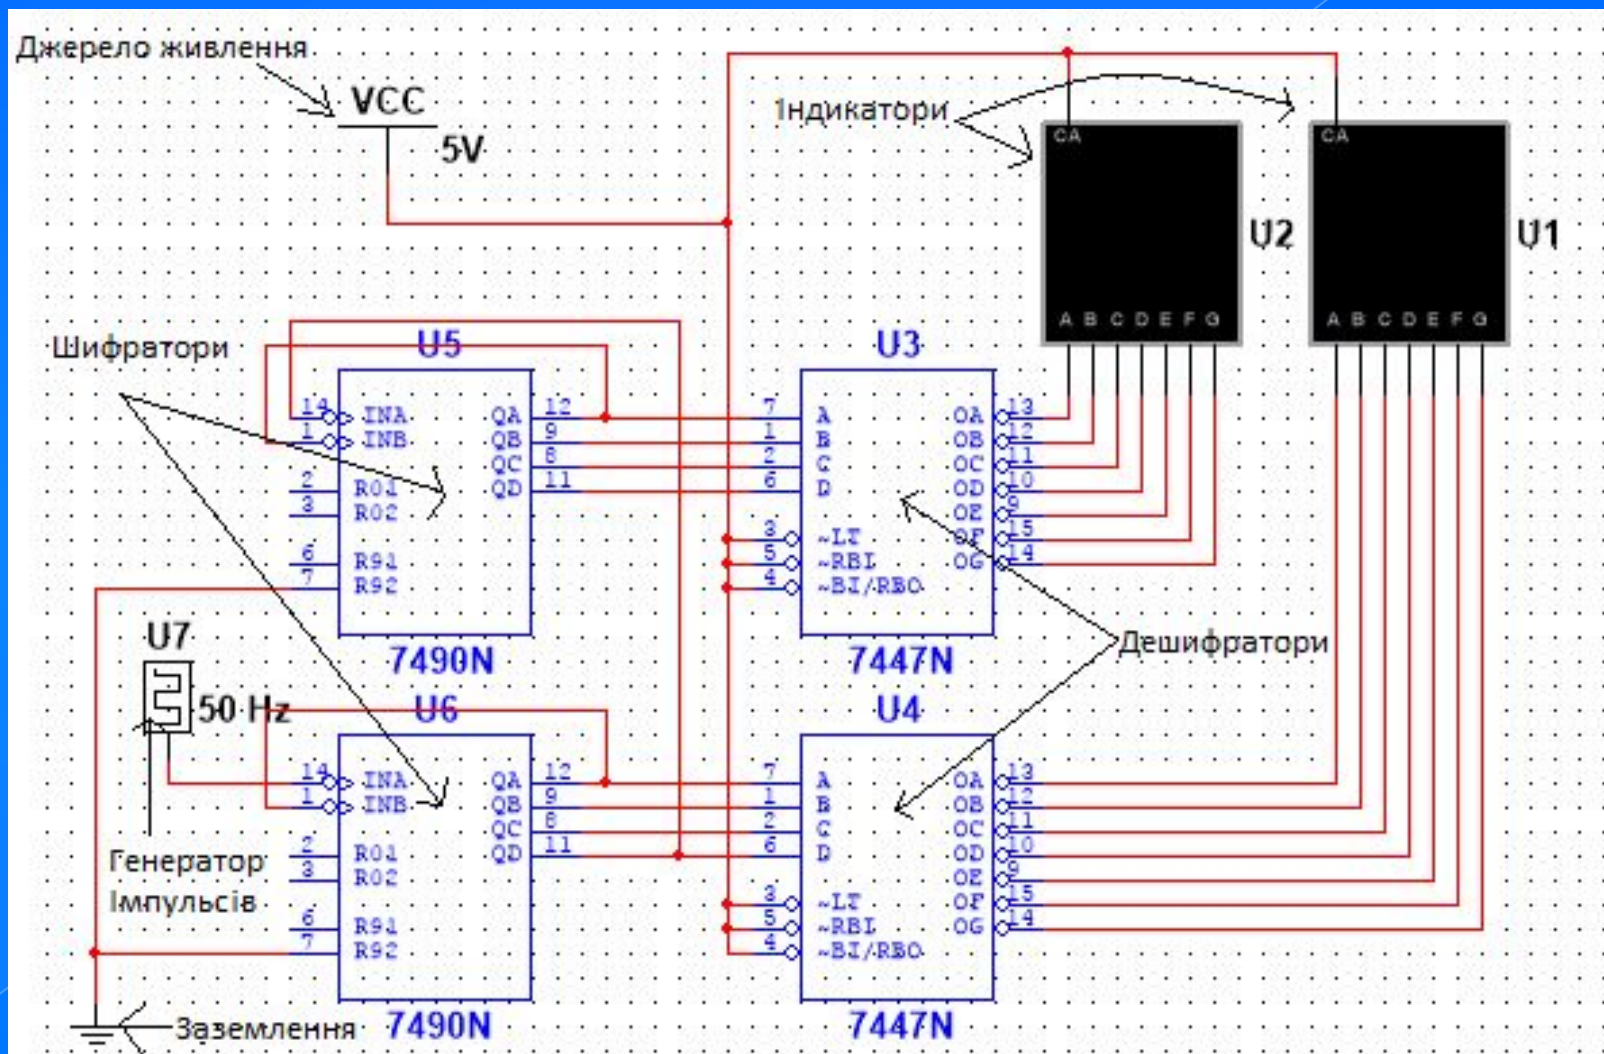 Джерело живлення
VCC
5V
Індикатори
CA
CA
U2
U1
A B C D E F G
A B C D E F G
Шифратори
U5
U3
14 INA QA 12
1 INB QB 9
QC 8
2 R01 QD 11
3 R02
6 R91
7 R92
7490N
7 A OA 13
1 B OB 12
2 C OC 11
6 D OD 10
OE 9
3 ~LT OF 15
5 ~RBI OG 14
4 ~BI/RBO
7447N
Дешифратори
U7
50 Hz
U6
U4
14 INA QA 12
1 INB QB 9
QC 8
2 R01 QD 11
3 R02
6 R91
7 R92
7490N
7 A OA 13
1 B OB 12
2 C OC 11
6 D OD 10
OE 9
3 ~LT OF 15
5 ~RBI OG 14
4 ~BI/RBO
7447N
Генератор
Імпульсів
Заземлення